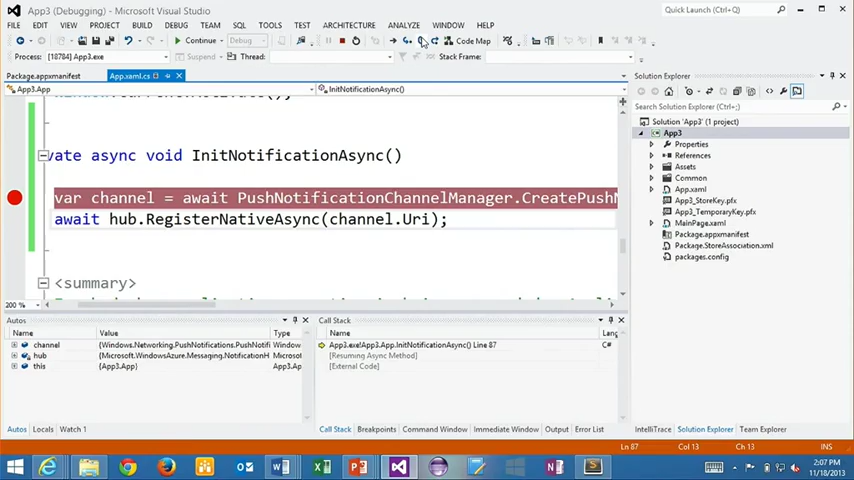 App3 (Debugging) - Microsoft Visual Studio
Quick Launch (Ctrl+;)
FILE EDIT VIEW PROJECT BUILD DEBUG TEAM SQL TOOLS TEST ARCHITECTURE ANALYZE WINDOW HELP
Continue Debug Code Map
Process: [18784] App3.exe Suspend Thread: Stack Frame:
Package.appxmanifest App.xaml.cs
App3.App InitNotificationAsync()
vate async void InitNotificationAsync()
var channel = await PushNotificationChannelManager.CreatePushN
await hub.RegisterNativeAsync(channel.Uri);
<summary>
200 %
Solution Explorer
Search Solution Explorer (Ctrl+;)
Solution 'App3' (1 project)
App3
Properties
References
Assets
Common
App.xaml
App3_StoreKey.pfx
App3_TemporaryKey.pfx
MainPage.xaml
Package.appxmanifest
Package.StoreAssociation.xml
packages.config
Autos
Name Value Type
channel {Windows.Networking.PushNotifications.PushNotifi Window
hub {Microsoft.WindowsAzure.Messaging.NotificationH Microsof
this {App3.App} App3.Ap
Call Stack
Name Lang
App3.exe!App3.App.InitNotificationAsync() Line 87 C#
[Resuming Async Method]
[External Code]
Autos Locals Watch 1
Call Stack Breakpoints Command Window Immediate Window Output Error List
IntelliTrace Solution Explorer Team Explorer
Ln 87 Col 13 Ch 13 INS
2:07 PM
11/18/2013